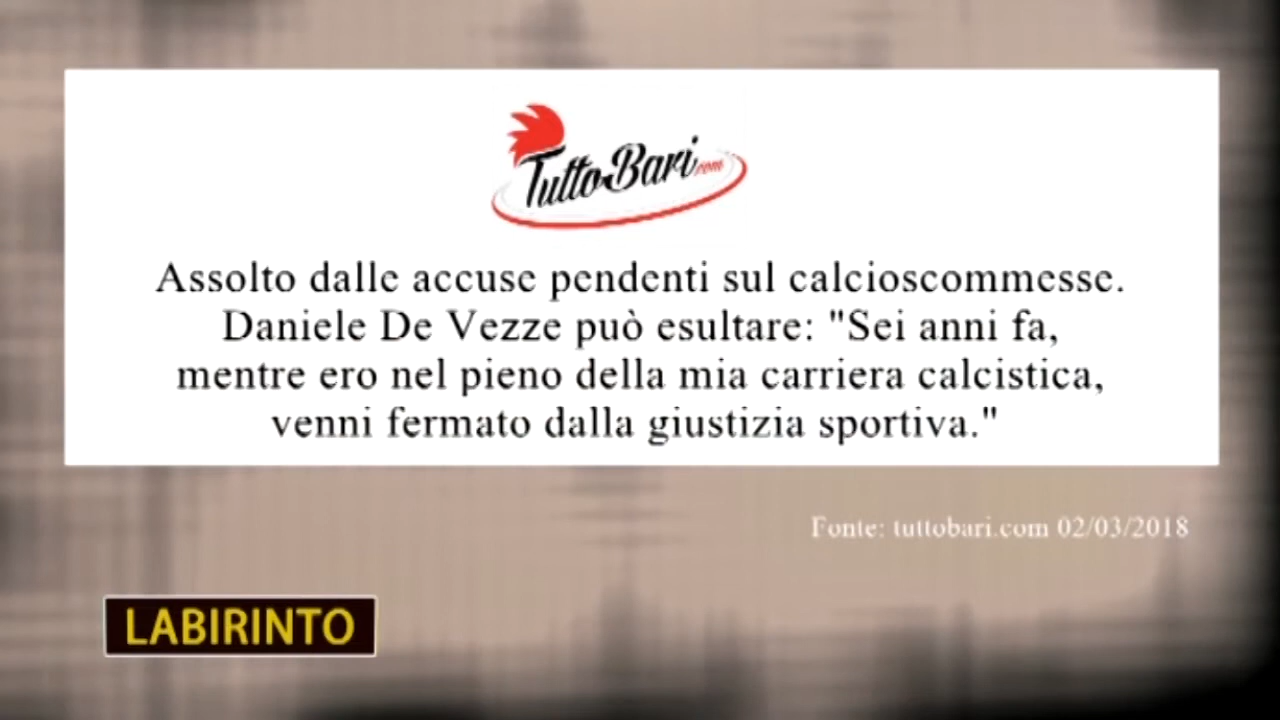 TuttoBari.com
Assolto dalle accuse pendenti sul calcioscommesse.
Daniele De Vezze può esultare: "Sei anni fa,
mentre ero nel pieno della mia carriera calcistica,
venni fermato dalla giustizia sportiva."
Fonte: tuttobari.com 02/03/2018
LABIRINTO